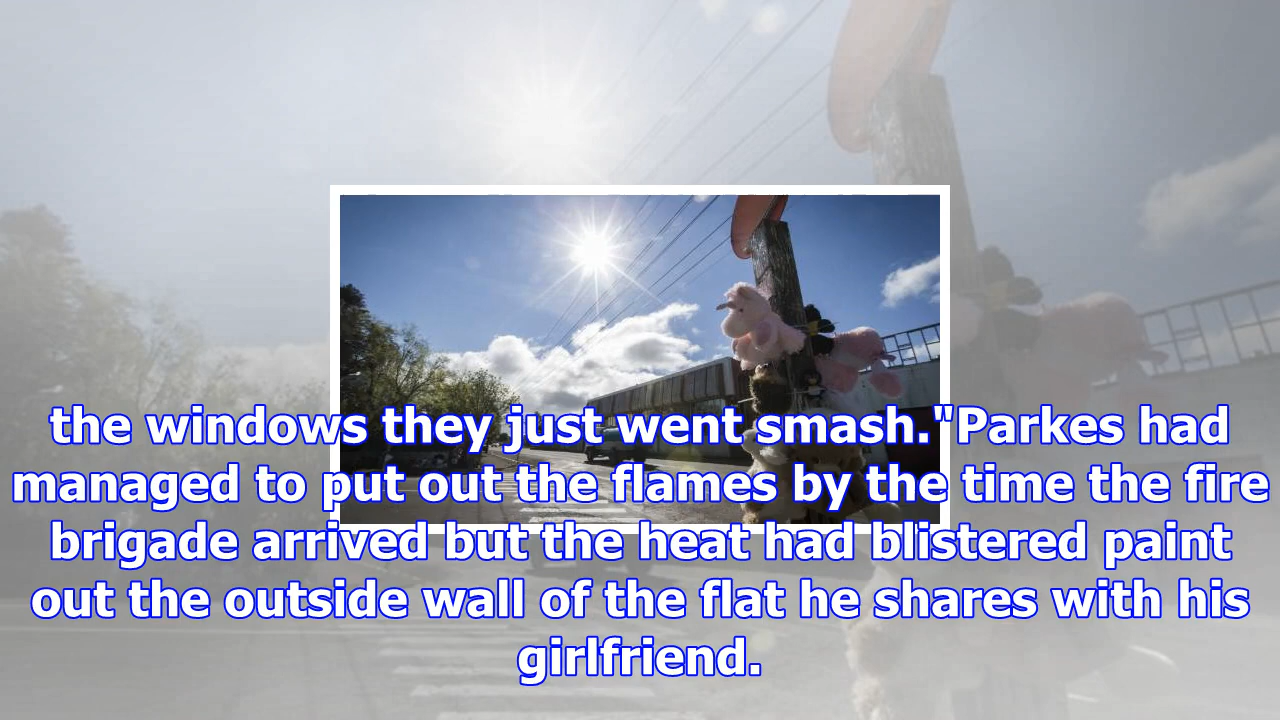 the windows they just went smash."Parkes had
managed to put out the flames by the time the fire
brigade arrived but the heat had blistered paint
out the outside wall of the flat he shares with his
girlfriend.